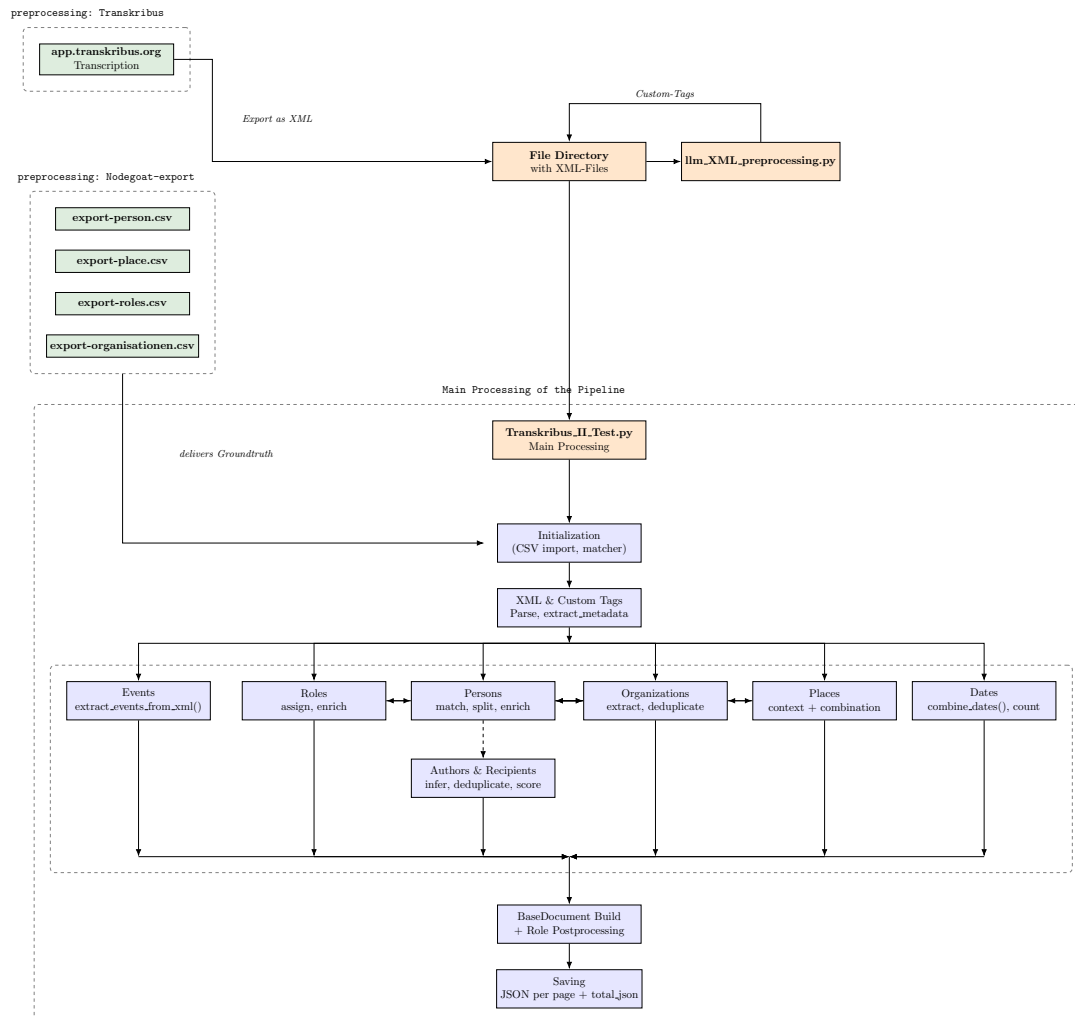 preprocessing: Transkribus
app.transkribus.org
Transcription
Export as XML
Custom-Tags
File Directory
with XML-Files
llm_XML_preprocessing.py
preprocessing: Nodegoat-export
export-person.csv
export-place.csv
export-roles.csv
export-organisationen.csv
Main Processing of the Pipeline
Transkribus_II_Test.py
Main Processing
delivers Groundtruth
Initialization
(CSV import, matcher)
XML & Custom Tags
Parse, extract_metadata
Events
extract_events_from_xml()
Roles
assign, enrich
Persons
match, split, enrich
Organizations
extract, deduplicate
Places
context + combination
Dates
combine_dates(), count
Authors & Recipients
infer, deduplicate, score
BaseDocument Build
+ Role Postprocessing
Saving
JSON per page + total_json